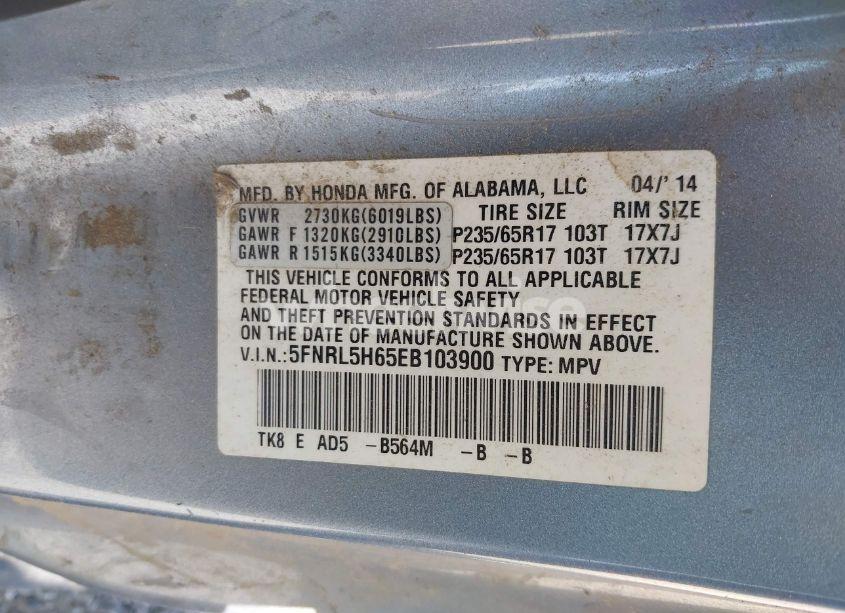 MFD. BY HONDA MFG. OF ALABAMA, LLC 04/'14
GVWR 2730KG(6019LBS) TIRE SIZE RIM SIZE
GAWR F 1320KG(2910LBS) P235/65R17 103T 17X7J
GAWR R 1515KG(3340LBS) P235/65R17 103T 17X7J
THIS VEHICLE CONFORMS TO ALL APPLICABLE
FEDERAL MOTOR VEHICLE SAFETY
AND THEFT PREVENTION STANDARDS IN EFFECT
ON THE DATE OF MANUFACTURE SHOWN ABOVE.
V.I.N.:5FNRL5H65EB103900 TYPE: MPV
TK8 E AD5 -B564M -B -B